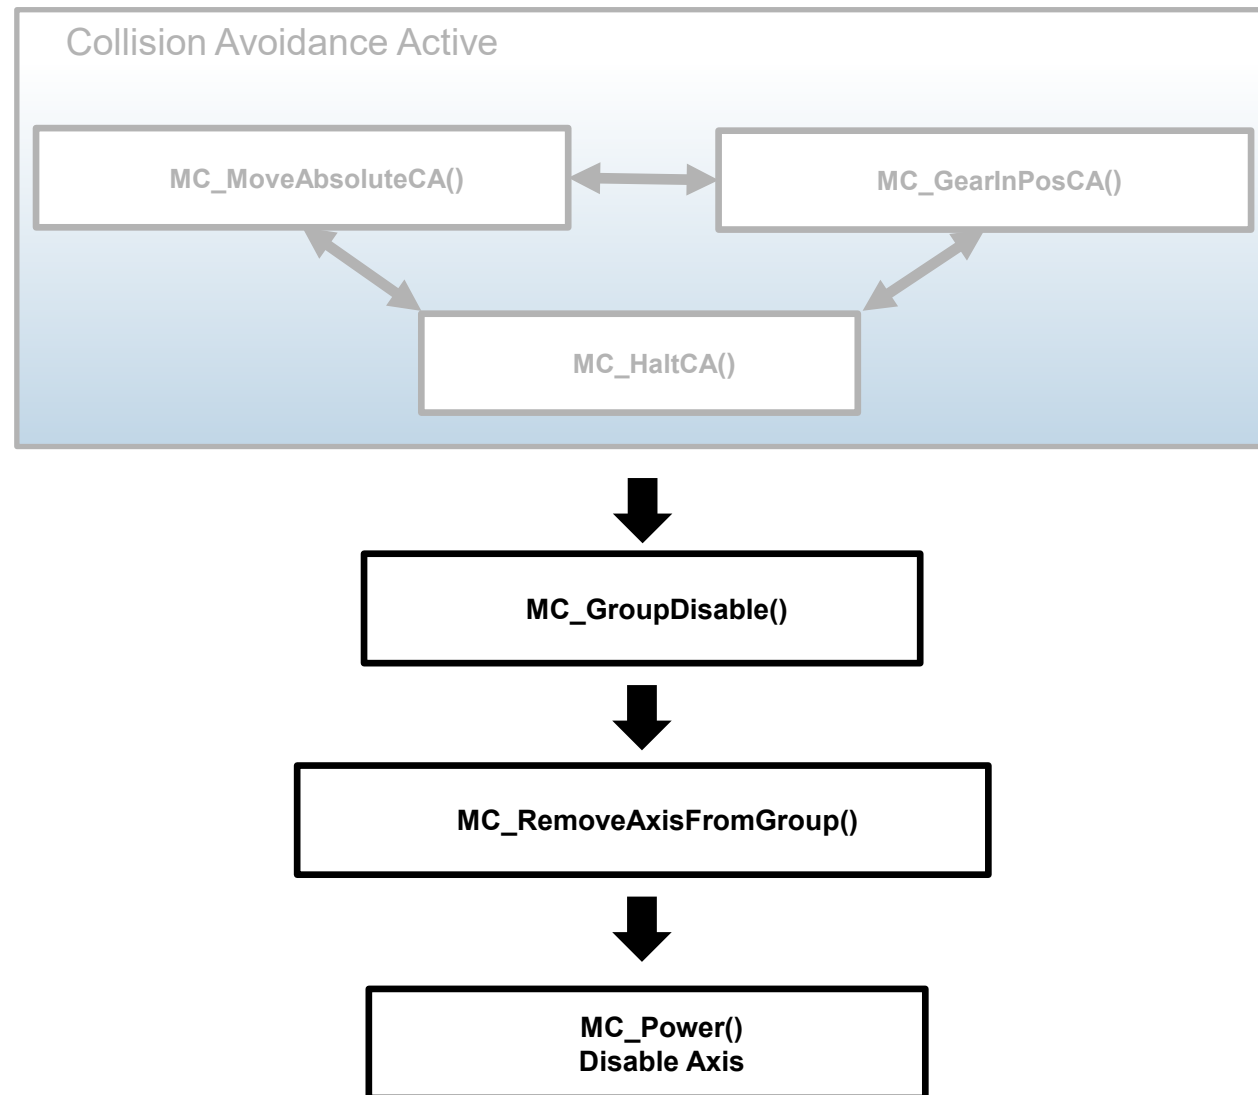 Collision Avoidance Active
MC_MoveAbsoluteCA()
MC_GearInPosCA()
MC_HaltCA()
MC_GroupDisable()
MC_RemoveAxisFromGroup()
MC_Power()
Disable Axis